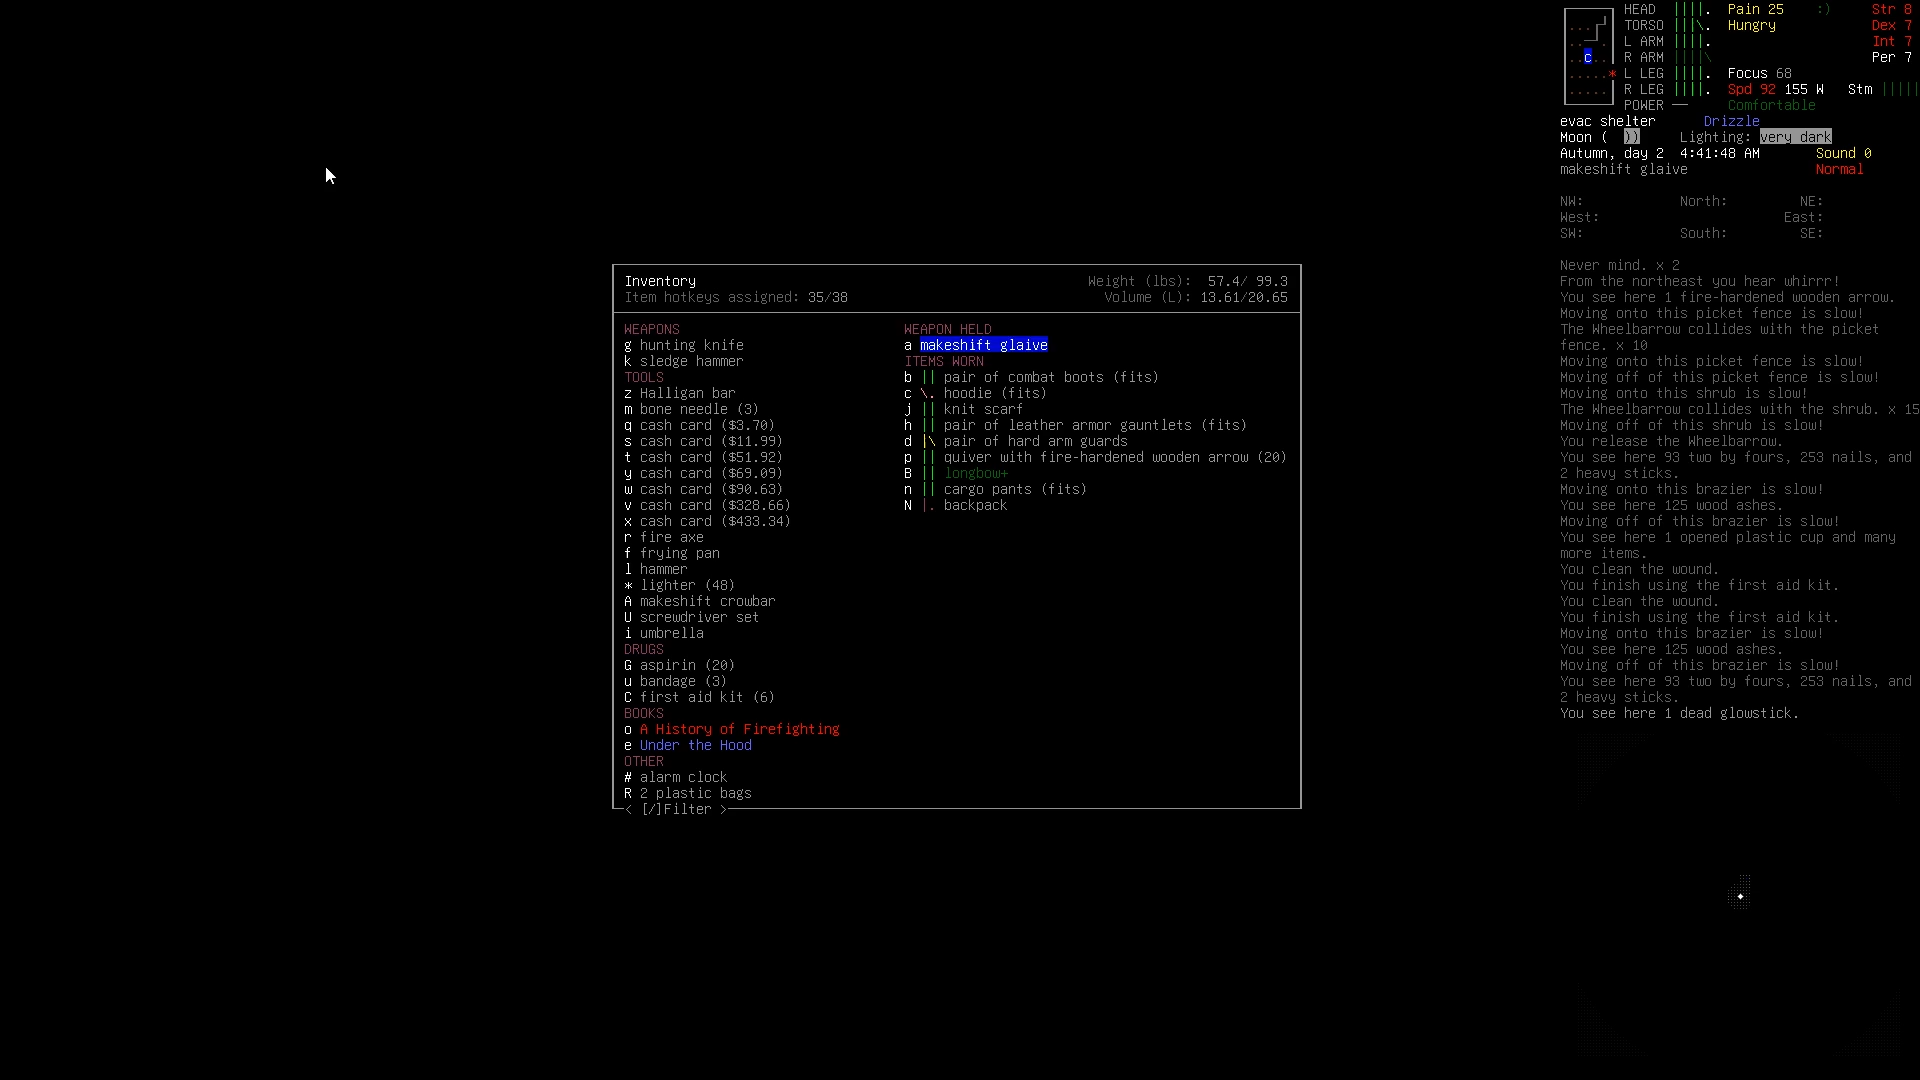 HEAD ||||. Pain 25 :) Str 8
TORSO |||\. Hungry Dex 7
L ARM ||||. Int 7
R ARM ||||\ Per 7
L LEG ||||. Focus 68
R LEG ||||. Spd 92 155 W Stm |||||
POWER -- Comfortable
evac shelter Drizzle
Moon ( )) Lighting: very dark
Autumn, day 2 4:41:48 AM Sound 0
makeshift glaive Normal
NW: North: NE:
West: East:
SW: South: SE:
Never mind. x 2
From the northeast you hear whirrr!
You see here 1 fire-hardened wooden arrow.
Moving onto this picket fence is slow!
The Wheelbarrow collides with the picket
fence. x 10
Moving onto this picket fence is slow!
Moving off of this picket fence is slow!
Moving onto this shrub is slow!
The Wheelbarrow collides with the shrub. x 15
Moving off of this shrub is slow!
You release the Wheelbarrow.
You see here 93 two by fours, 253 nails, and
2 heavy sticks.
Moving onto this brazier is slow!
You see here 125 wood ashes.
Moving off of this brazier is slow!
You see here 1 opened plastic cup and many
more items.
You clean the wound.
You finish using the first aid kit.
You clean the wound.
You finish using the first aid kit.
Moving onto this brazier is slow!
You see here 125 wood ashes.
Moving off of this brazier is slow!
You see here 93 two by fours, 253 nails, and
2 heavy sticks.
You see here 1 dead glowstick.
Inventory Weight (lbs): 57.4/ 99.3
Item hotkeys assigned: 35/38 Volume (L): 13.61/20.65
WEAPONS
g hunting knife
k sledge hammer
TOOLS
z Halligan bar
m bone needle (3)
q cash card ($3.70)
s cash card ($11.99)
t cash card ($51.92)
y cash card ($69.09)
w cash card ($90.63)
v cash card ($328.66)
x cash card ($433.34)
r fire axe
f frying pan
l hammer
* lighter (48)
A makeshift crowbar
U screwdriver set
i umbrella
DRUGS
G aspirin (20)
u bandage (3)
C first aid kit (6)
BOOKS
o A History of Firefighting
e Under the Hood
OTHER
# alarm clock
R 2 plastic bags
< [/]Filter >
WEAPON HELD
a makeshift glaive
ITEMS WORN
b || pair of combat boots (fits)
c \. hoodie (fits)
j || knit scarf
h || pair of leather armor gauntlets (fits)
d |\ pair of hard arm guards
p || quiver with fire-hardened wooden arrow (20)
B || longbow+
n || cargo pants (fits)
N |. backpack